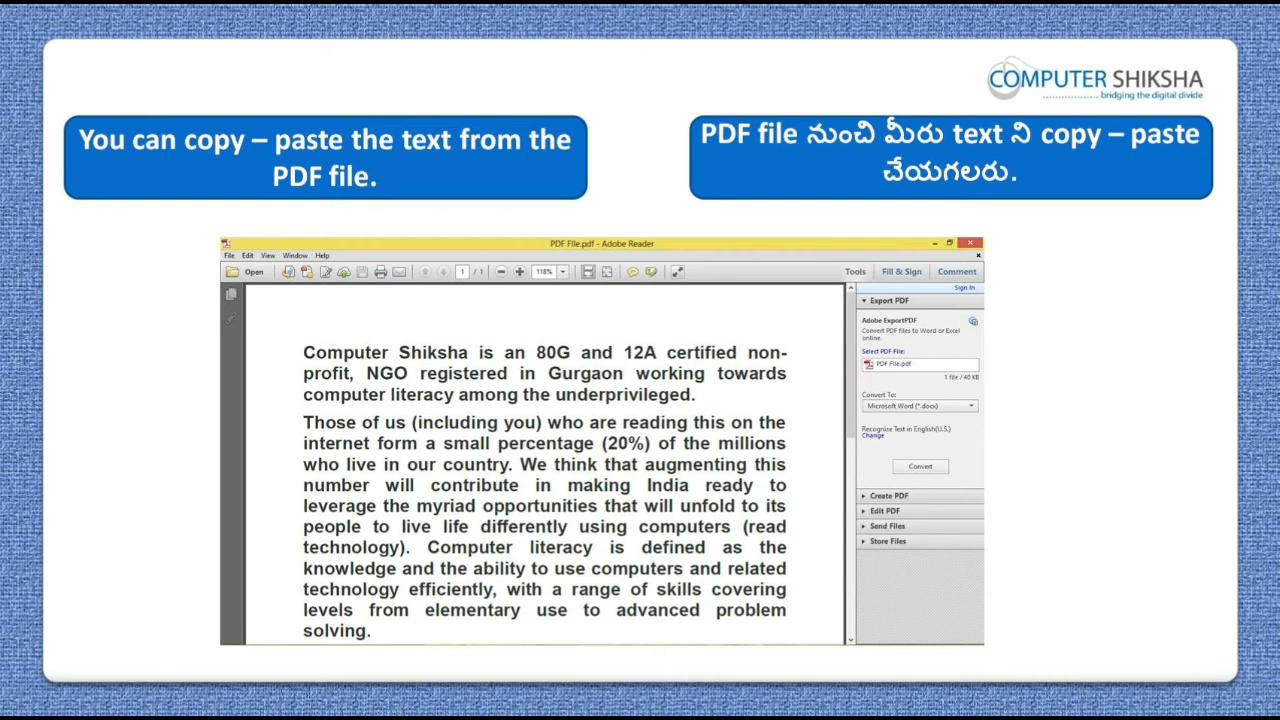 COMPUTER SHIKSHA
bridging the digital divide
You can copy – paste the text from the
PDF file.
PDF file నుంచి మీరు text ని copy – paste
చేయగలరు.
PDF File.pdf - Adobe Reader
File Edit View Window Help
Open 1 / 1 118% Tools Fill & Sign Comment
Sign In
Export PDF
Adobe ExportPDF
Convert PDF files to Word or Excel
online.
Select PDF File:
PDF File.pdf
1 file / 40 KB
Convert To:
Microsoft Word (*.docx)
Recognize Text in English(U.S.)
Change
Convert
Create PDF
Edit PDF
Send Files
Store Files
Computer Shiksha is an 80G and 12A certified non-
profit, NGO registered in Gurgaon working towards
computer literacy among the underprivileged.
Those of us (including you) who are reading this on the
internet form a small percentage (20%) of the millions
who live in our country. We think that augmenting this
number will contribute in making India ready to
leverage the myriad opportunities that will unfold to its
people to live life differently using computers (read
technology). Computer literacy is defined as the
knowledge and the ability to use computers and related
technology efficiently, with a range of skills covering
levels from elementary use to advanced problem
solving.